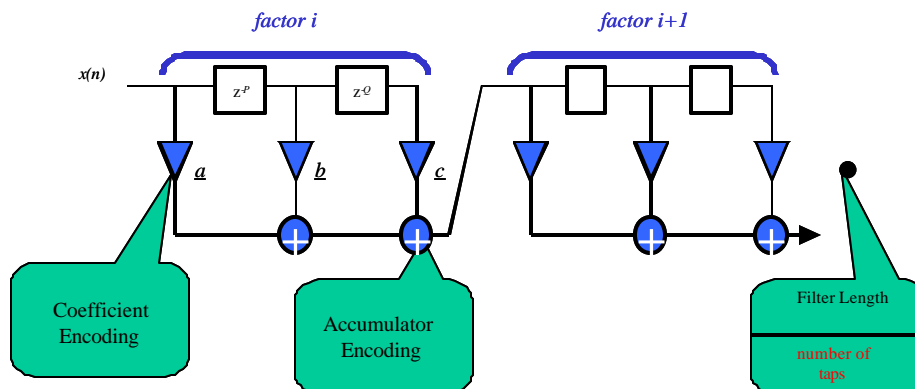 factor i
factor i+1
x(n)
z-P
z-Q
a
b
c
Coefficient
Encoding
Accumulator
Encoding
Filter Length
number of
taps